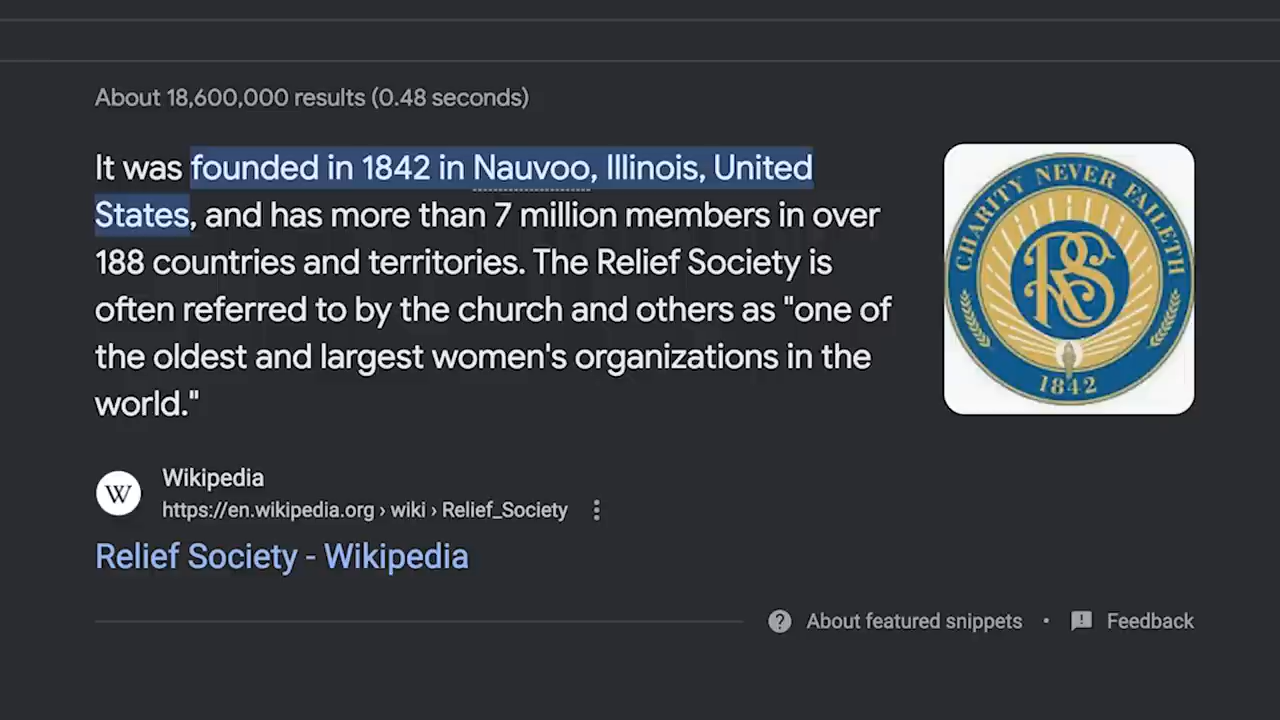 About 18,600,000 results (0.48 seconds)
It was founded in 1842 in Nauvoo, Illinois, United
States, and has more than 7 million members in over
188 countries and territories. The Relief Society is
often referred to by the church and others as "one of
the oldest and largest women's organizations in the
world."
CHARITY NEVER FAILETH
RS
1842
W
Wikipedia
https://en.wikipedia.org › wiki › Relief_Society
Relief Society - Wikipedia
About featured snippets • Feedback